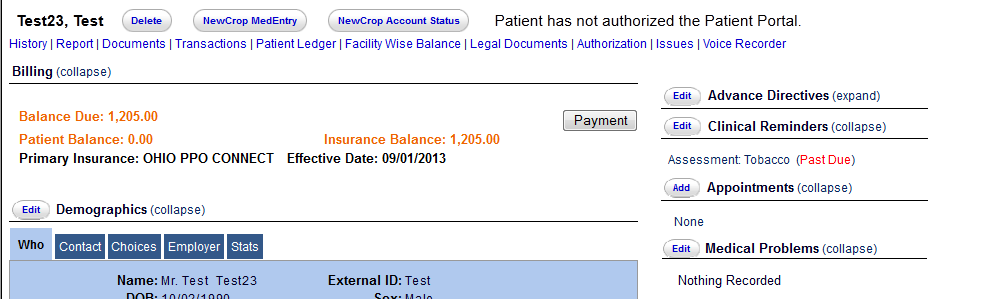 Test23, Test Delete NewCrop MedEntry NewCrop Account Status Patient has not authorized the Patient Portal.
History | Report | Documents | Transactions | Patient Ledger | Facility Wise Balance | Legal Documents | Authorization | Issues | Voice Recorder
Billing (collapse)
Balance Due: 1,205.00
Payment
Patient Balance: 0.00 Insurance Balance: 1,205.00
Primary Insurance: OHIO PPO CONNECT Effective Date: 09/01/2013
Edit Demographics (collapse)
Who Contact Choices Employer Stats
Name: Mr. Test Test23 External ID: Test
DOB: 10/02/1990 Sex: Male
Edit Advance Directives (expand)
Edit Clinical Reminders (collapse)
Assessment: Tobacco (Past Due)
Add Appointments (collapse)
None
Edit Medical Problems (collapse)
Nothing Recorded